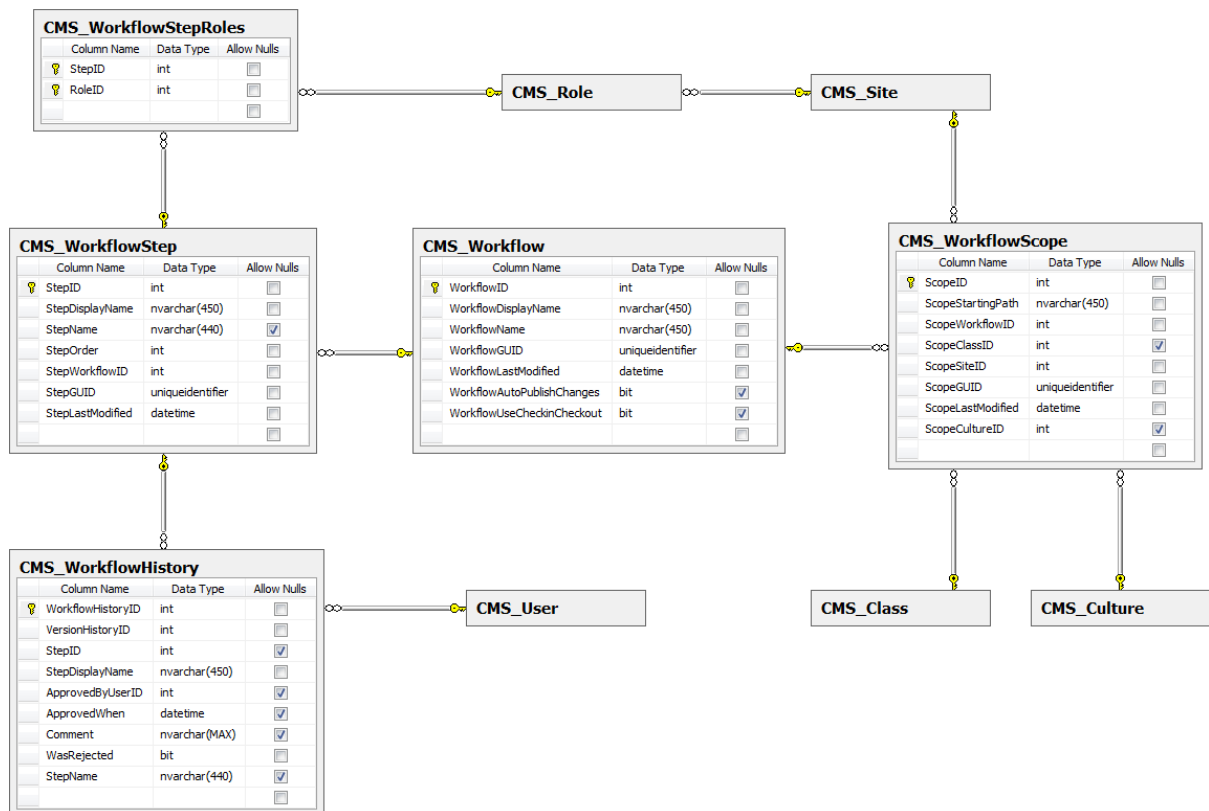 CMS_WorkflowStepRoles
Column Name Data Type Allow Nulls
StepID int
RoleID int
CMS_Role
CMS_Site
CMS_WorkflowStep
Column Name Data Type Allow Nulls
StepID int
StepDisplayName nvarchar(450)
StepName nvarchar(440)
StepOrder int
StepWorkflowID int
StepGUID uniqueidentifier
StepLastModified datetime
CMS_Workflow
Column Name Data Type Allow Nulls
WorkflowID int
WorkflowDisplayName nvarchar(450)
WorkflowName nvarchar(450)
WorkflowGUID uniqueidentifier
WorkflowLastModified datetime
WorkflowAutoPublishChanges bit
WorkflowUseCheckinCheckout bit
CMS_WorkflowScope
Column Name Data Type Allow Nulls
ScopeID int
ScopeStartingPath nvarchar(450)
ScopeWorkflowID int
ScopeClassID int
ScopeSiteID int
ScopeGUID uniqueidentifier
ScopeLastModified datetime
ScopeCultureID int
CMS_WorkflowHistory
Column Name Data Type Allow Nulls
WorkflowHistoryID int
VersionHistoryID int
StepID int
StepDisplayName nvarchar(450)
ApprovedByUserID int
ApprovedWhen datetime
Comment nvarchar(MAX)
WasRejected bit
StepName nvarchar(440)
CMS_User
CMS_Class
CMS_Culture